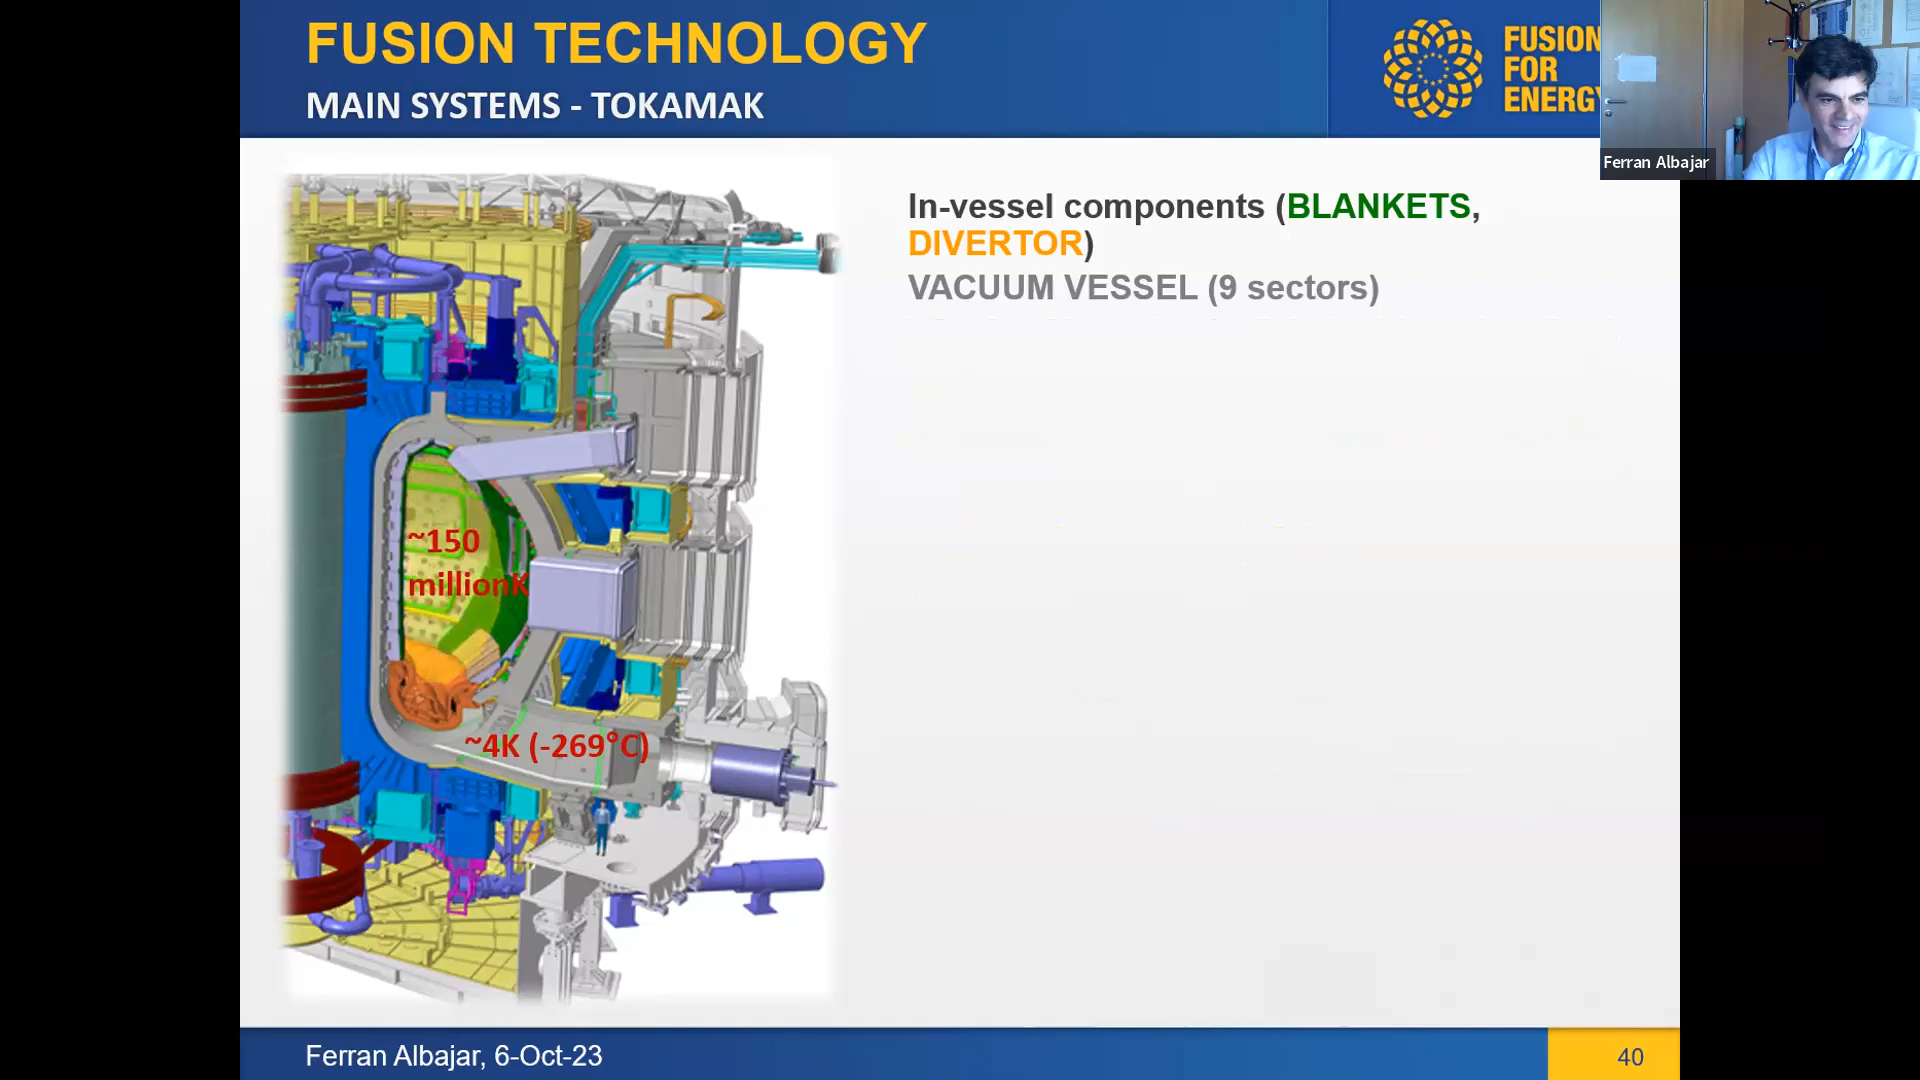 FUSION TECHNOLOGY
MAIN SYSTEMS - TOKAMAK
FUSION
FOR
ENERGY
Ferran Albajar
In-vessel components (BLANKETS,
DIVERTOR)
VACUUM VESSEL (9 sectors)
~150
millionK
~4K (-269°C)
Ferran Albajar, 6-Oct-23
40